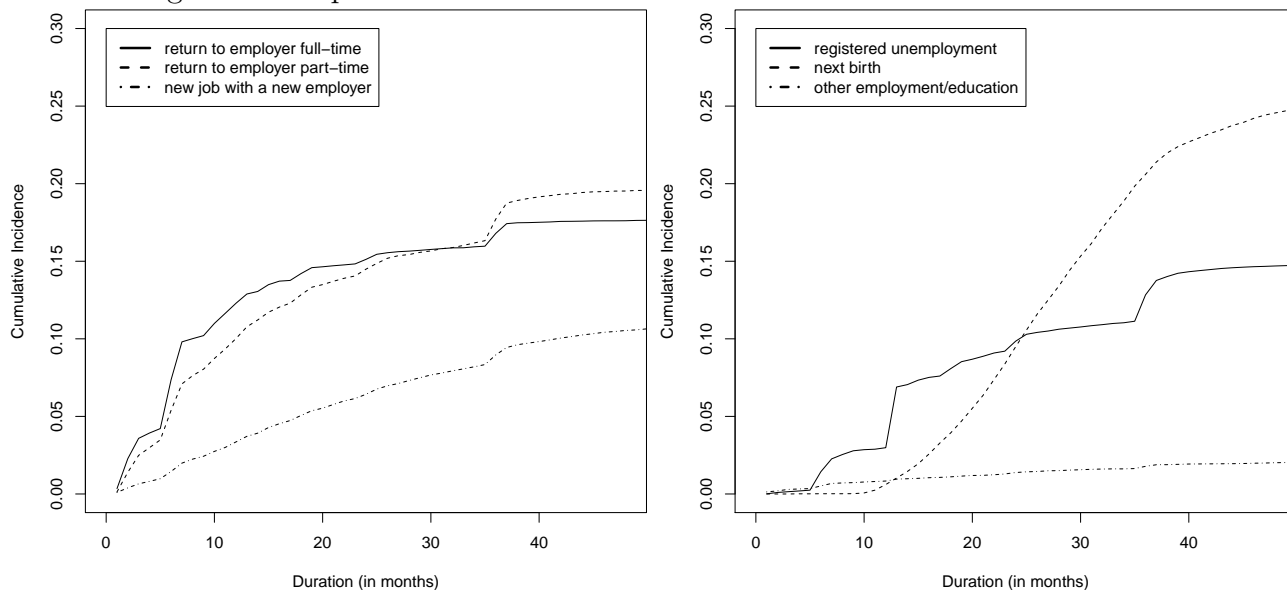 return to employer full−time
return to employer part−time
new job with a new employer
0.30
0.25
0.20
0.15
0.10
0.05
0.00
Cumulative Incidence
0 10 20 30 40
Duration (in months)
registered unemployment
next birth
other employment/education
0.30
0.25
0.20
0.15
0.10
0.05
0.00
Cumulative Incidence
0 10 20 30 40
Duration (in months)